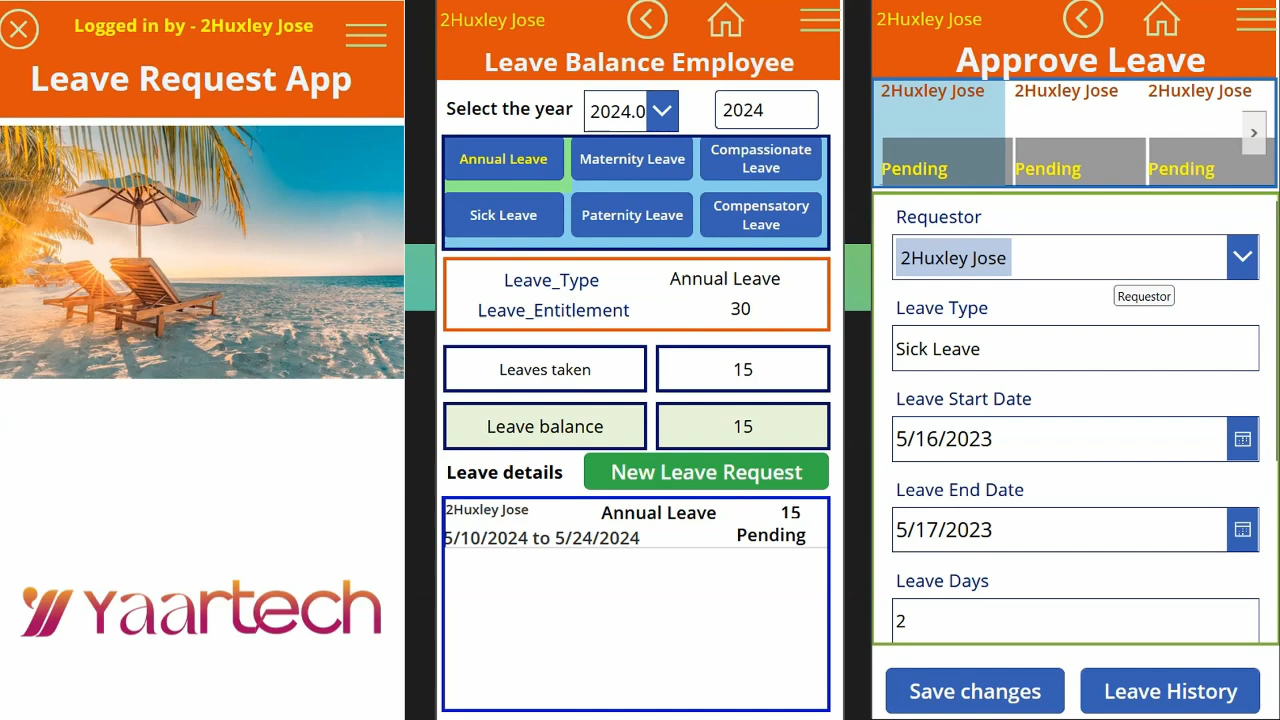 Logged in by - 2Huxley Jose
Leave Request App
Yaartech
2Huxley Jose
Leave Balance Employee
Select the year
2024.0
2024
Annual Leave
Maternity Leave
Compassionate
Leave
Sick Leave
Paternity Leave
Compensatory
Leave
Leave_Type
Annual Leave
Leave_Entitlement
30
Leaves taken
15
Leave balance
15
Leave details
New Leave Request
2Huxley Jose
Annual Leave
15
5/10/2024 to 5/24/2024
Pending
2Huxley Jose
Approve Leave
2Huxley Jose
2Huxley Jose
2Huxley Jose
Pending
Pending
Pending
Requestor
2Huxley Jose
Requestor
Leave Type
Sick Leave
Leave Start Date
5/16/2023
Leave End Date
5/17/2023
Leave Days
2
Save changes
Leave History